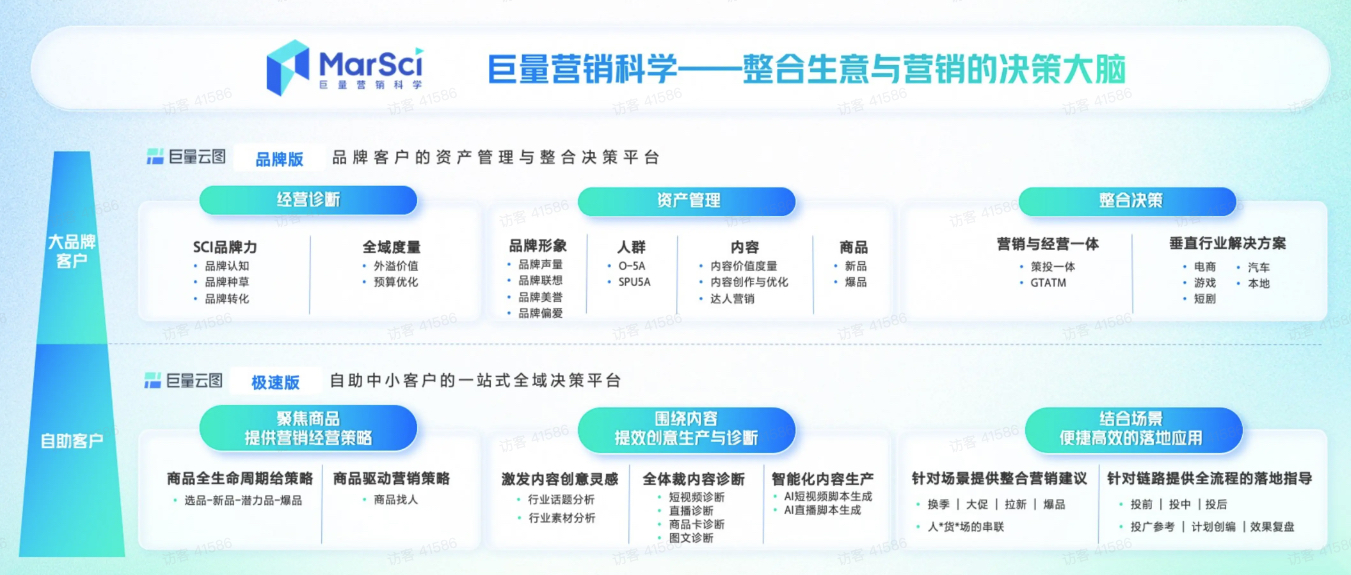 MarSci
巨量营销科学
巨量营销科学——整合生意与营销的决策大脑
大品牌
客户
巨量云图 品牌版 品牌客户的资产管理与整合决策平台
经营诊断
SCI品牌力
• 品牌认知
• 品牌种草
• 品牌转化
全域度量
• 外溢价值
• 预算优化
资产管理
品牌形象
• 品牌声量
• 品牌联想
• 品牌美誉
• 品牌偏爱
人群
• O-5A
• SPU5A
内容
• 内容价值度量
• 内容创作与优化
• 达人营销
商品
• 新品
• 爆品
整合决策
营销与经营一体
• 策投一体
• GTATM
垂直行业解决方案
• 电商 • 汽车
• 游戏 • 本地
• 短剧
自助客户
巨量云图 极速版 自助中小客户的一站式全域决策平台
聚焦商品
提供营销经营策略
商品全生命周期给策略
• 选品-新品-潜力品-爆品
商品驱动营销策略
• 商品找人
围绕内容
提效创意生产与诊断
激发内容创意灵感
• 行业话题分析
• 行业素材分析
全体裁内容诊断
• 短视频诊断
• 直播诊断
• 商品卡诊断
• 图文诊断
智能化内容生产
• AI短视频脚本生成
• AI直播脚本生成
结合场景
便捷高效的落地应用
针对场景提供整合营销建议
• 换季 | 大促 | 拉新 | 爆品
• 人*货*场的串联
针对链路提供全流程的落地指导
• 投前 | 投中 | 投后
• 投广参考 | 计划创编 | 效果复盘
访客 41586